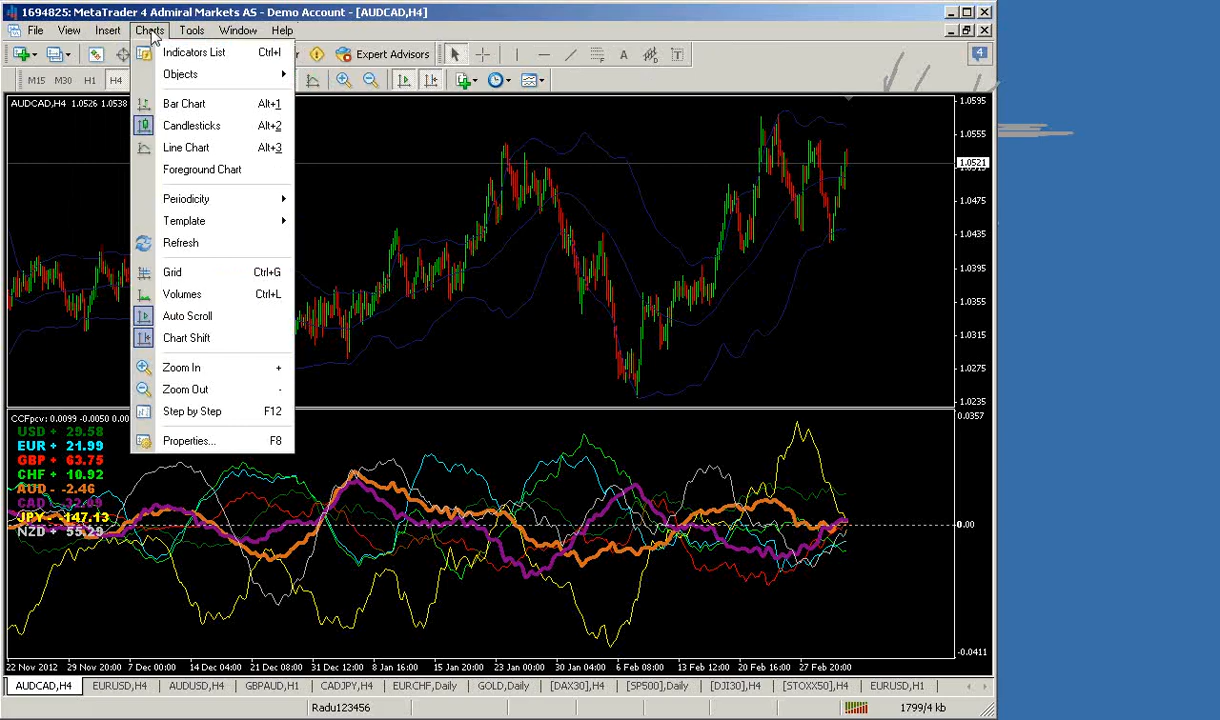 1694825: MetaTrader 4 Admiral Markets AS - Demo Account - [AUDCAD,H4]
File View Insert Charts Tools Window Help
Expert Advisors
4
M15 M30 H1 H4
AUDCAD,H4 1.0526 1.0538
Indicators List Ctrl+I
Objects
Bar Chart Alt+1
Candlesticks Alt+2
Line Chart Alt+3
Foreground Chart
Periodicity
Template
Refresh
Grid Ctrl+G
Volumes Ctrl+L
Auto Scroll
Chart Shift
Zoom In +
Zoom Out -
Step by Step F12
Properties... F8
1.0595
1.0555
1.0521
1.0515
1.0475
1.0435
1.0395
1.0355
1.0315
1.0275
1.0235
CCFpcv: 0.0099 -0.0050 0.00
USD + 29.58
EUR + 21.99
GBP + 63.75
CHF + 10.92
AUD - -2.46
CAD
JPY - -147.13
NZD + 55.29
0.0357
0.00
-0.0411
22 Nov 2012 29 Nov 20:00 7 Dec 00:00 14 Dec 04:00 21 Dec 08:00 31 Dec 12:00 8 Jan 16:00 15 Jan 20:00 23 Jan 00:00 30 Jan 04:00 6 Feb 08:00 13 Feb 12:00 20 Feb 16:00 27 Feb 20:00
AUDCAD,H4 EURUSD,H4 AUDUSD,H4 GBPAUD,H1 CADJPY,H4 EURCHF,Daily GOLD,Daily [DAX30],H4 [SP500],Daily [DJI30],H4 [STOXX50],H4 EURUSD,H1
Radu123456 1799/4 kb